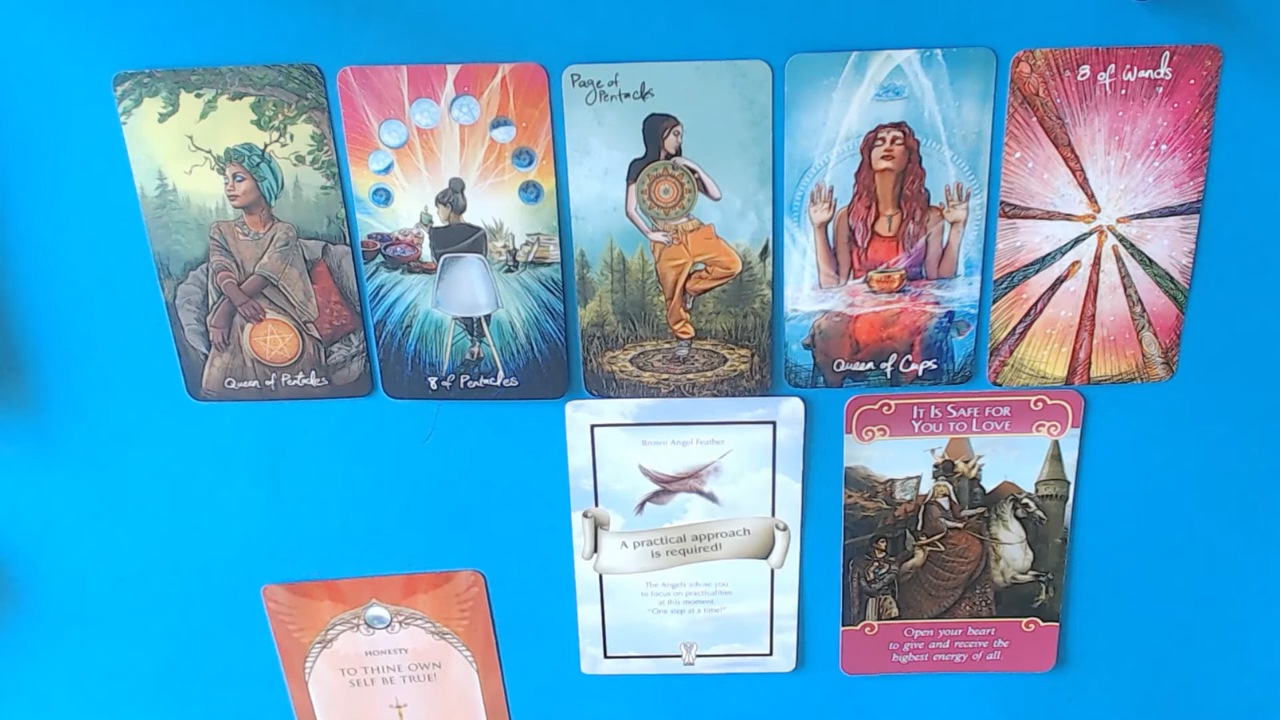 Queen of Pentacles
8 of Pentacles
Page of
Pentacles
Queen of Cups
8 of Wands
Brown Angel Feather
A practical approach
is required!
The Angels advise you
to focus on practicalities
at this moment...
"One step at a time!"
IT IS SAFE FOR
YOU TO LOVE
Open your heart
to give and receive the
highest energy of all.
HONESTY
TO THINE OWN
SELF BE TRUE!